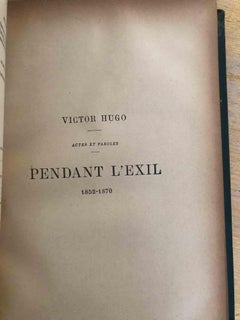 VICTOR HUGO
ACTES ET PAROLES
PENDANT L'EXIL
1852-1870